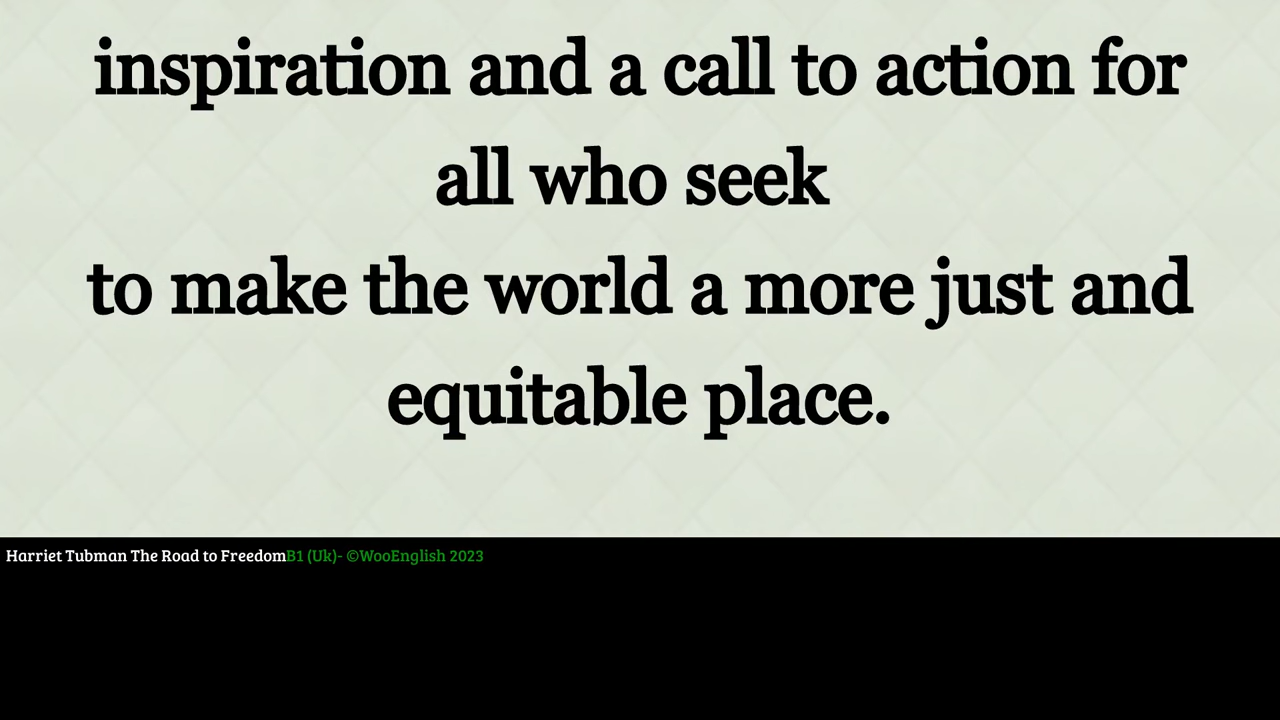 inspiration and a call to action for
all who seek
to make the world a more just and
equitable place.
Harriet Tubman The Road to FreedomB1 (Uk)- ©WooEnglish 2023